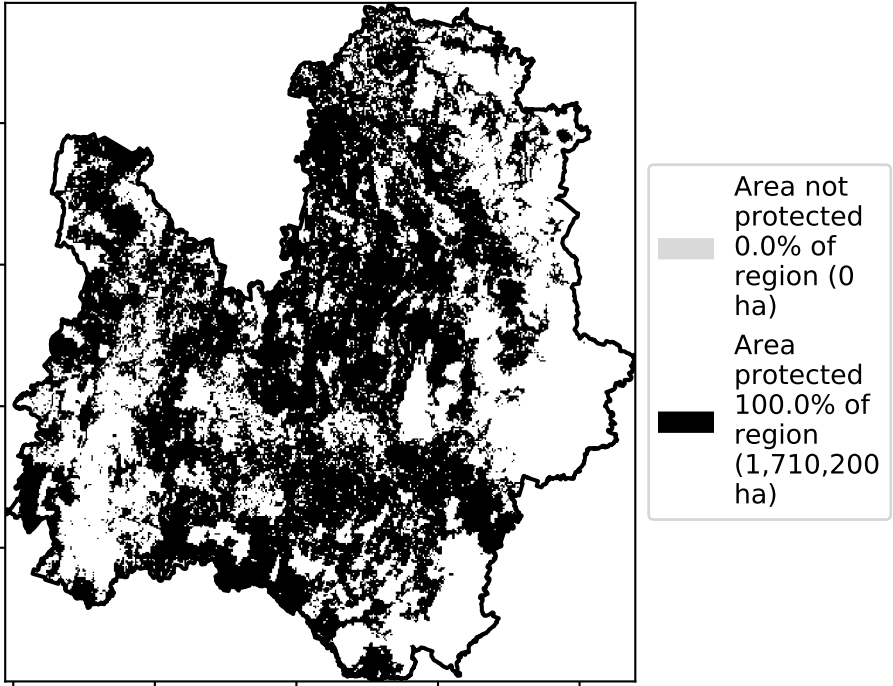 Area not
protected
0.0% of
region (0
ha)
Area
protected
100.0% of
region
(1,710,200
ha)